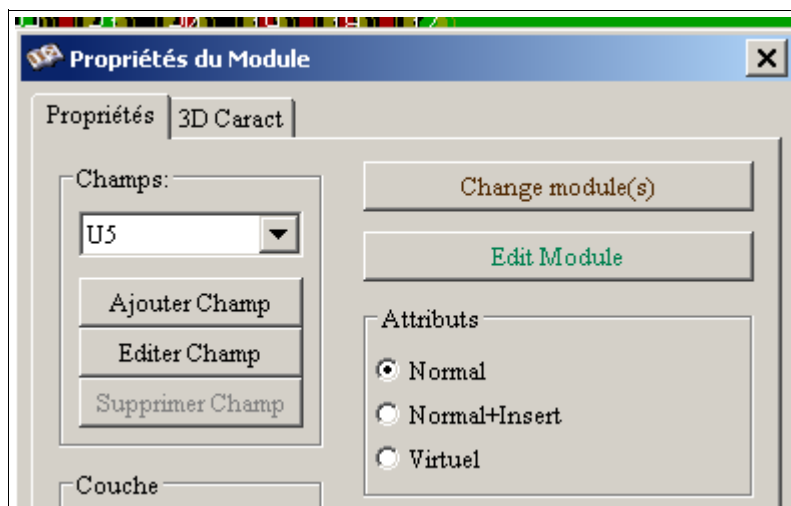 Propriétés du Module
Propriétés
3D Caract
Champs:
U5
Ajouter Champ
Editer Champ
Supprimer Champ
Couche
Change module(s)
Edit Module
Attributs
Normal
Normal+Insert
Virtuel